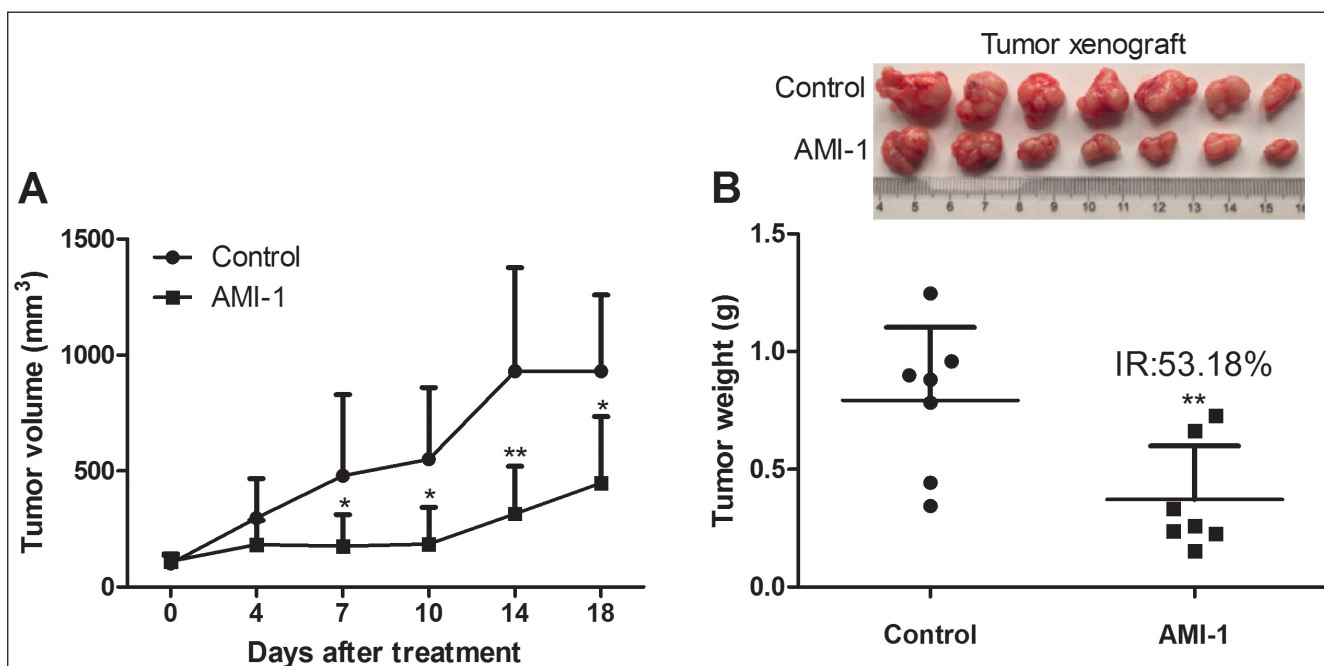 Tumor xenograft
Control
AMI-1
4 5 6 7 8 9 10 11 12 13 14 15 16
A
Tumor volume (mm³)
1500
1000
500
0
Control
AMI-1
*
*
**
*
0 4 7 10 14 18
Days after treatment
B
Tumor weight (g)
1.5
1.0
0.5
0.0
IR:53.18%
**
Control AMI-1